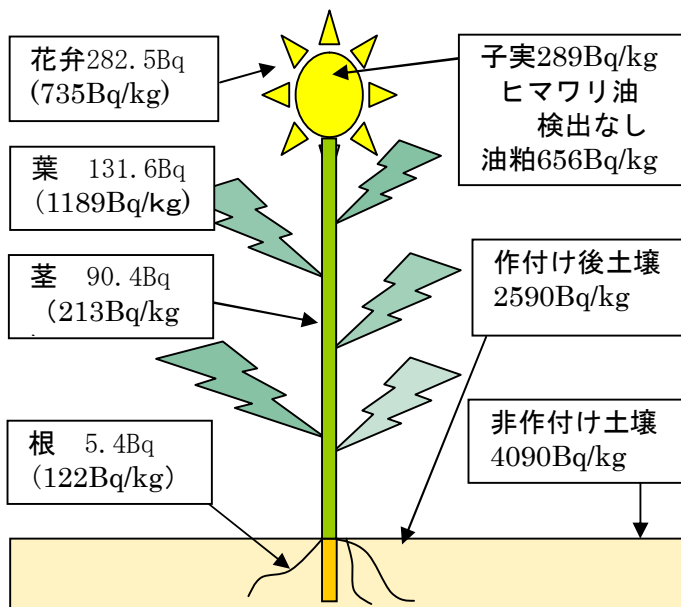 花弁282.5Bq
(735Bq/kg)
子実289Bq/kg
ヒマワリ油
検出なし
油粕656Bq/kg
葉　131.6Bq
(1189Bq/kg)
茎　90.4Bq
(213Bq/kg
作付け後土壌
2590Bq/kg
根　5.4Bq
(122Bq/kg)
非作付け土壌
4090Bq/kg